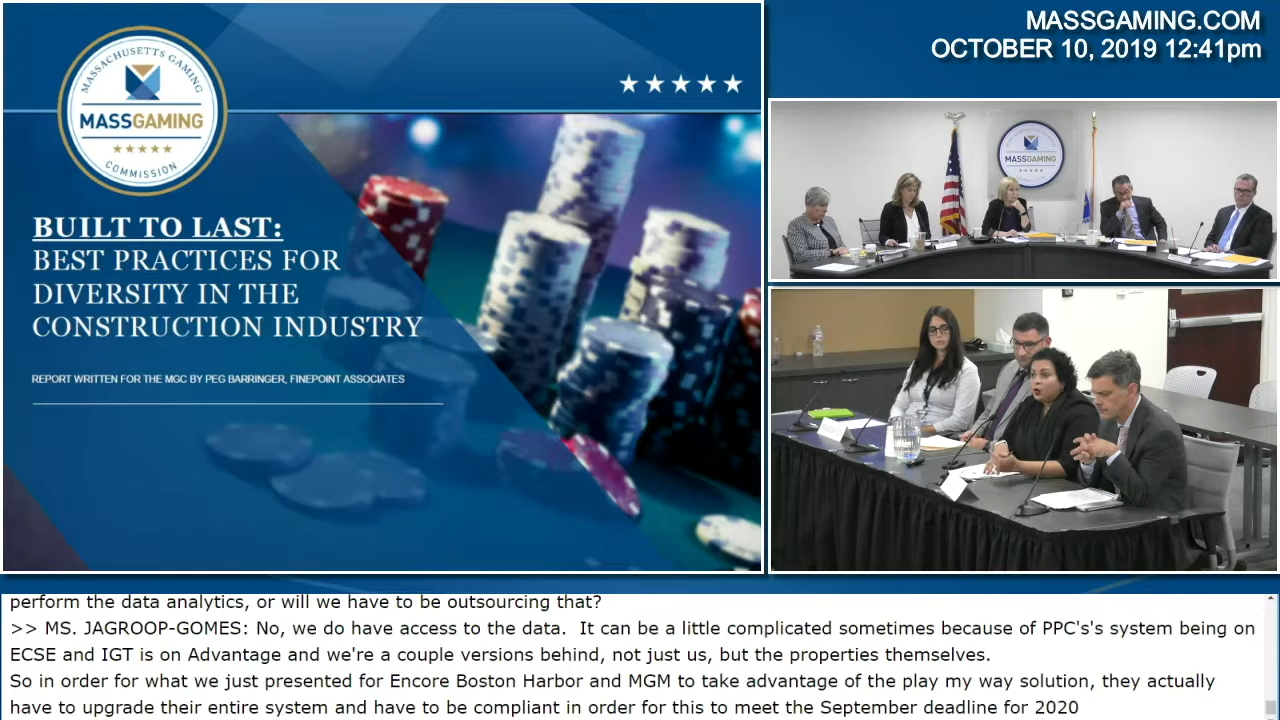 MASSGAMING.COM
OCTOBER 10, 2019 12:41pm
MASSACHUSETTS GAMING
MASSGAMING
COMMISSION
BUILT TO LAST:
BEST PRACTICES FOR
DIVERSITY IN THE
CONSTRUCTION INDUSTRY
REPORT WRITTEN FOR THE MGC BY PEG BARRINGER, FINEPOINT ASSOCIATES
MASSGAMING
perform the data analytics, or will we have to be outsourcing that?
>> MS. JAGROOP-GOMES: No, we do have access to the data.  It can be a little complicated sometimes because of PPC's's system being on
ECSE and IGT is on Advantage and we're a couple versions behind, not just us, but the properties themselves.
So in order for what we just presented for Encore Boston Harbor and MGM to take advantage of the play my way solution, they actually
have to upgrade their entire system and have to be compliant in order for this to meet the September deadline for 2020